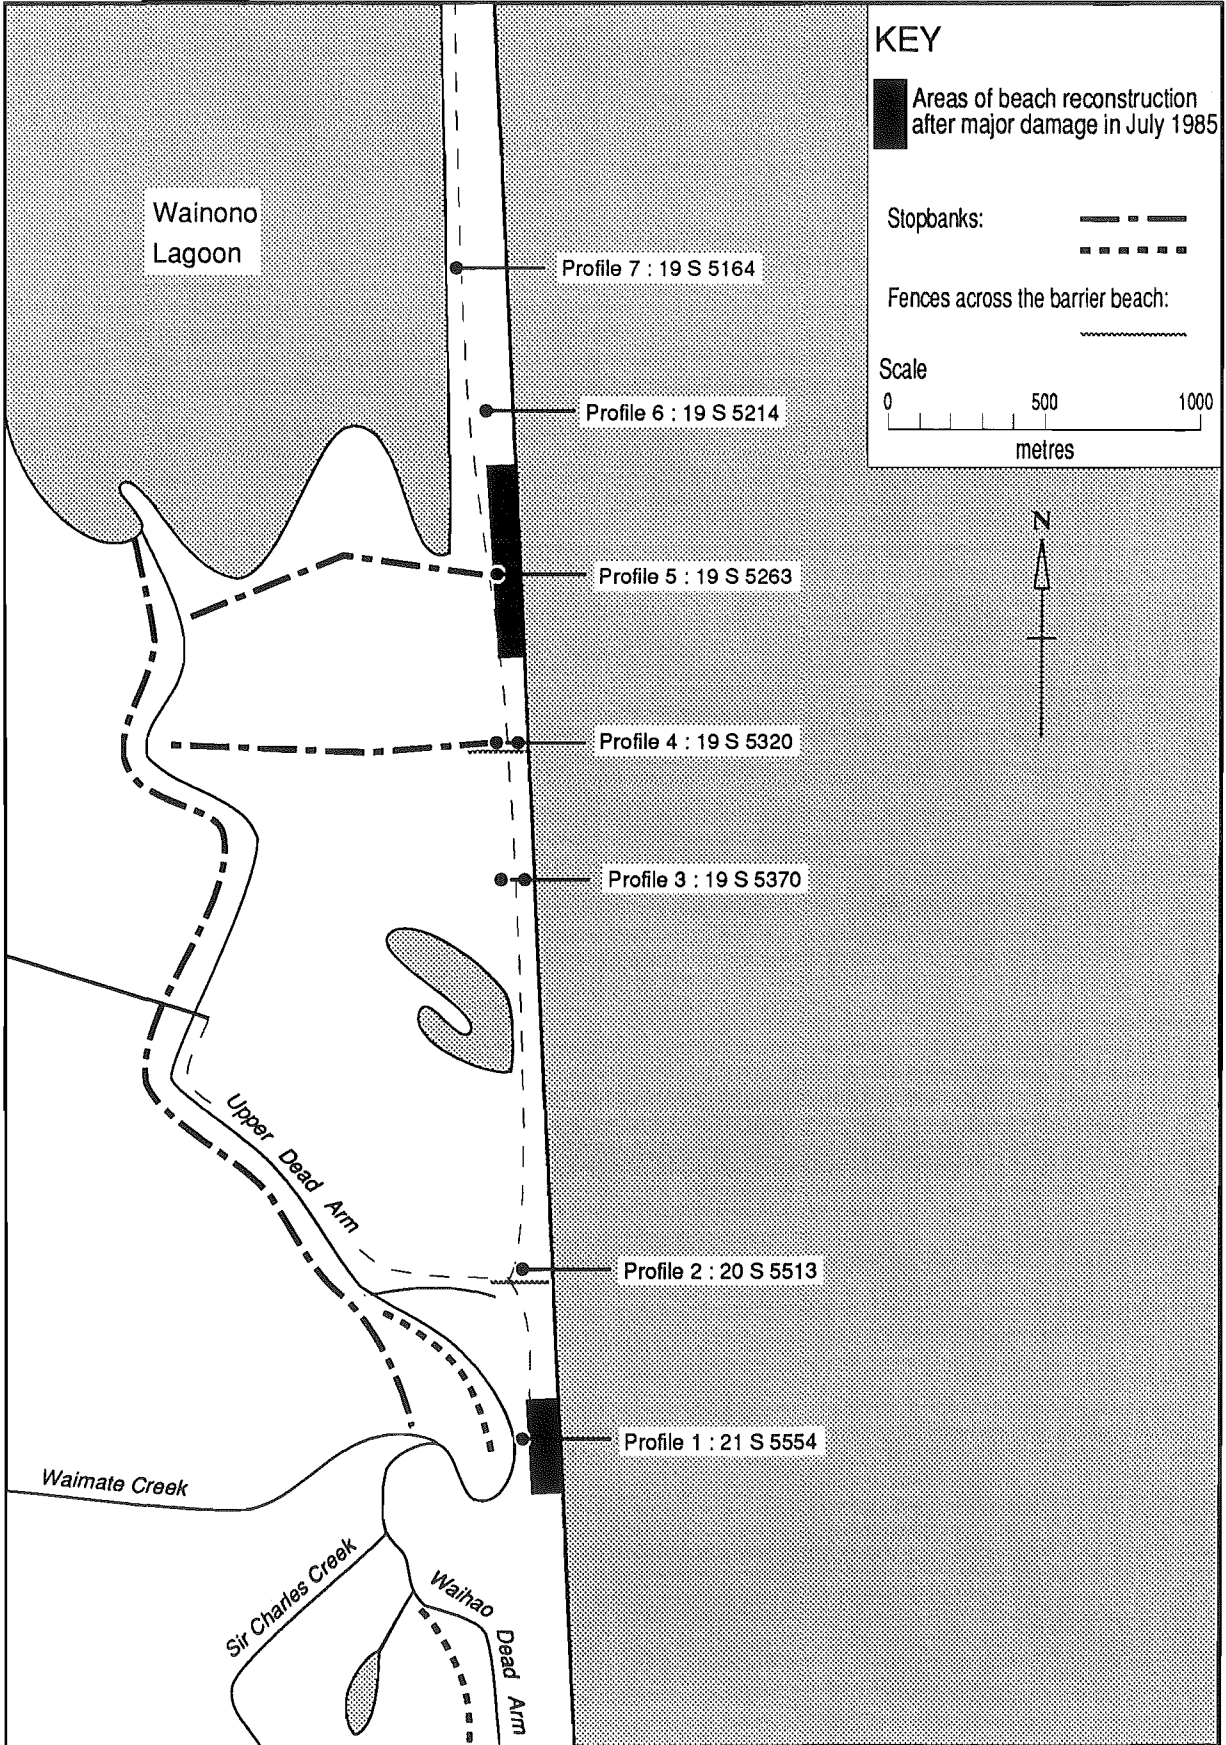 KEY
Areas of beach reconstruction
after major damage in July 1985
Stopbanks:
Fences across the barrier beach:
Scale
0 500 1000
metres
N
Wainono
Lagoon
Profile 7 : 19 S 5164
Profile 6 : 19 S 5214
Profile 5 : 19 S 5263
Profile 4 : 19 S 5320
Profile 3 : 19 S 5370
Upper Dead Arm
Profile 2 : 20 S 5513
Profile 1 : 21 S 5554
Waimate Creek
Sir Charles Creek
Waihao Dead Arm